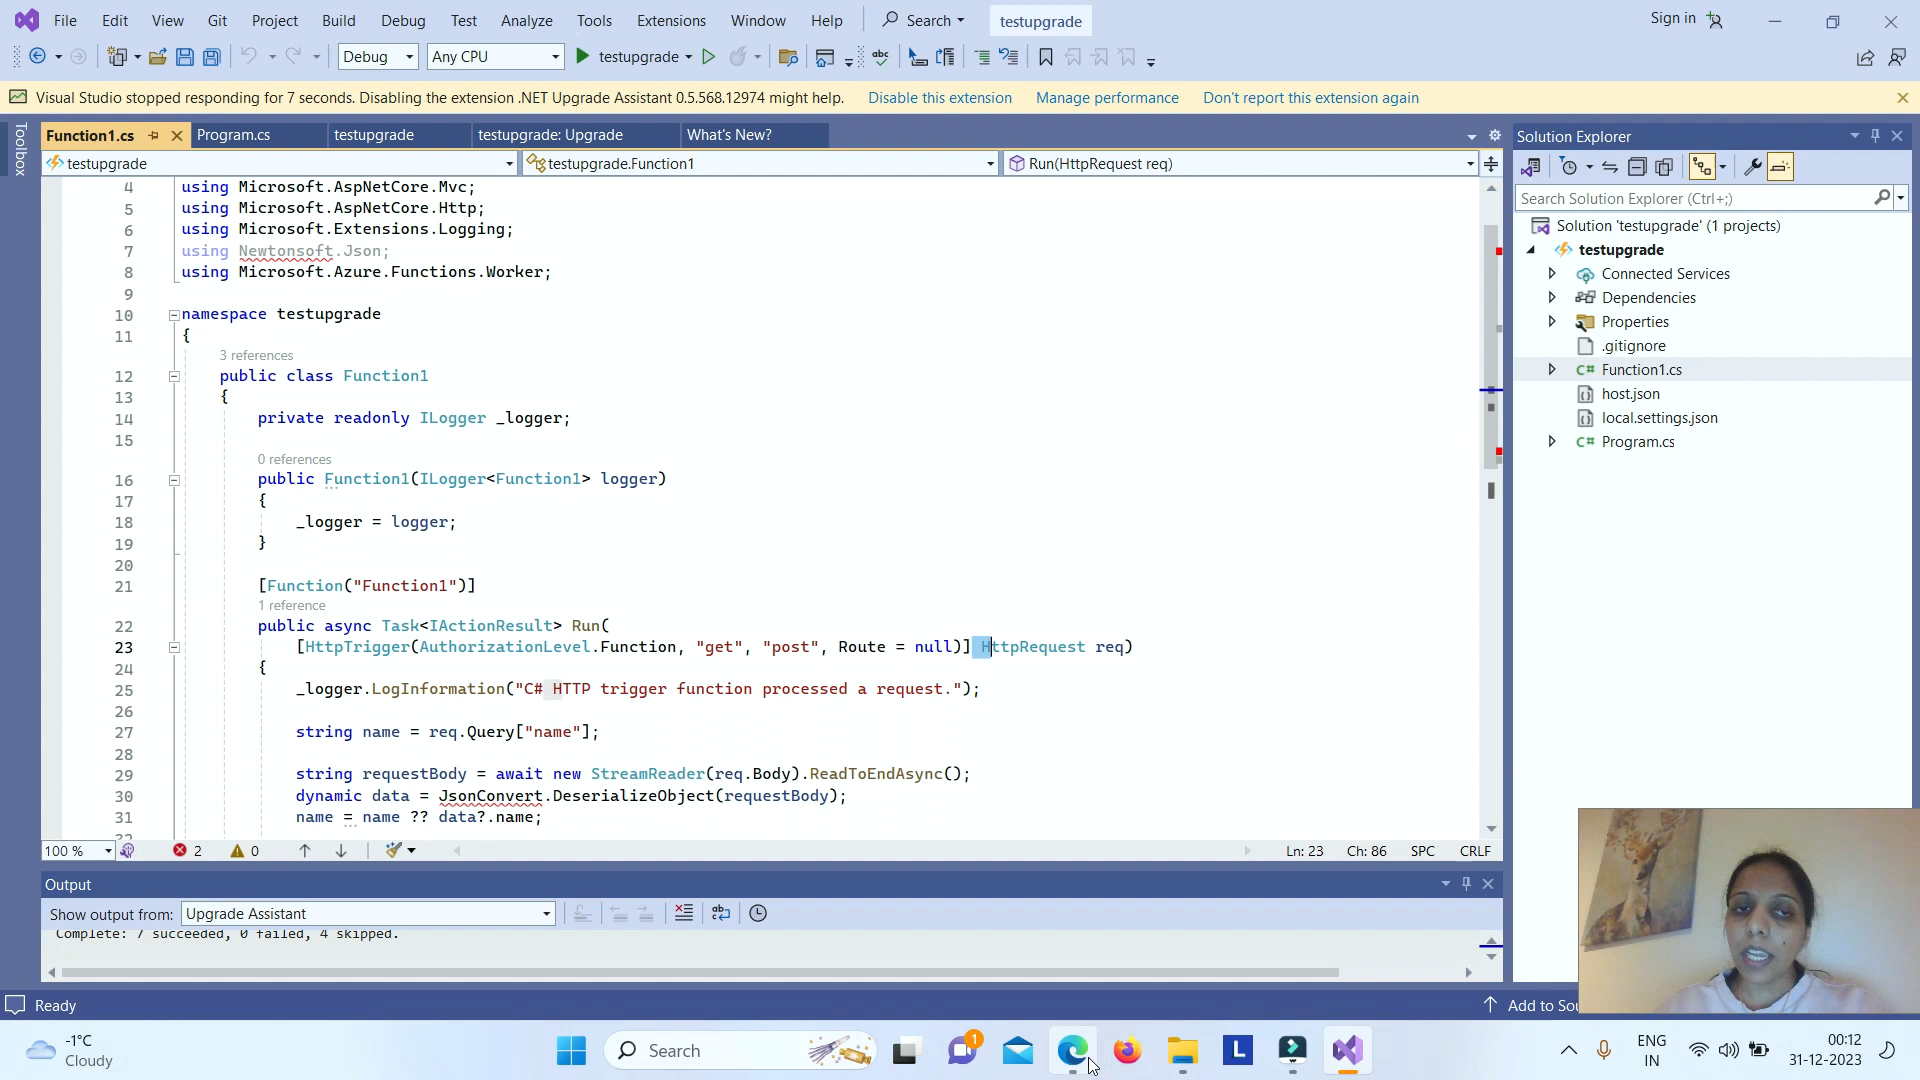 File Edit View Git Project Build Debug Test Analyze Tools Extensions Window Help Search testupgrade Sign in
Debug Any CPU testupgrade
Visual Studio stopped responding for 7 seconds. Disabling the extension .NET Upgrade Assistant 0.5.568.12974 might help. Disable this extension Manage performance Don't report this extension again
Toolbox
Function1.cs Program.cs testupgrade testupgrade: Upgrade What's New?
testupgrade testupgrade.Function1 Run(HttpRequest req)
4 using Microsoft.AspNetCore.Mvc;
5 using Microsoft.AspNetCore.Http;
6 using Microsoft.Extensions.Logging;
7 using Newtonsoft.Json;
8 using Microsoft.Azure.Functions.Worker;
9
10 namespace testupgrade
11 {
3 references
12 public class Function1
13 {
14 private readonly ILogger _logger;
15
0 references
16 public Function1(ILogger<Function1> logger)
17 {
18 _logger = logger;
19 }
20
21 [Function("Function1")]
1 reference
22 public async Task<IActionResult> Run(
23 [HttpTrigger(AuthorizationLevel.Function, "get", "post", Route = null)] HttpRequest req)
24 {
25 _logger.LogInformation("C# HTTP trigger function processed a request.");
26
27 string name = req.Query["name"];
28
29 string requestBody = await new StreamReader(req.Body).ReadToEndAsync();
30 dynamic data = JsonConvert.DeserializeObject(requestBody);
31 name = name ?? data?.name;
32
100 % 2 0 Ln: 23 Ch: 86 SPC CRLF
Output
Show output from: Upgrade Assistant
Complete: 7 succeeded, 0 failed, 4 skipped.
Solution Explorer
Search Solution Explorer (Ctrl+;)
Solution 'testupgrade' (1 projects)
testupgrade
Connected Services
Dependencies
Properties
.gitignore
Function1.cs
host.json
local.settings.json
Program.cs
Ready Add to Sou
-1°C
Cloudy
Search
1
L
ENG
IN
00:12
31-12-2023